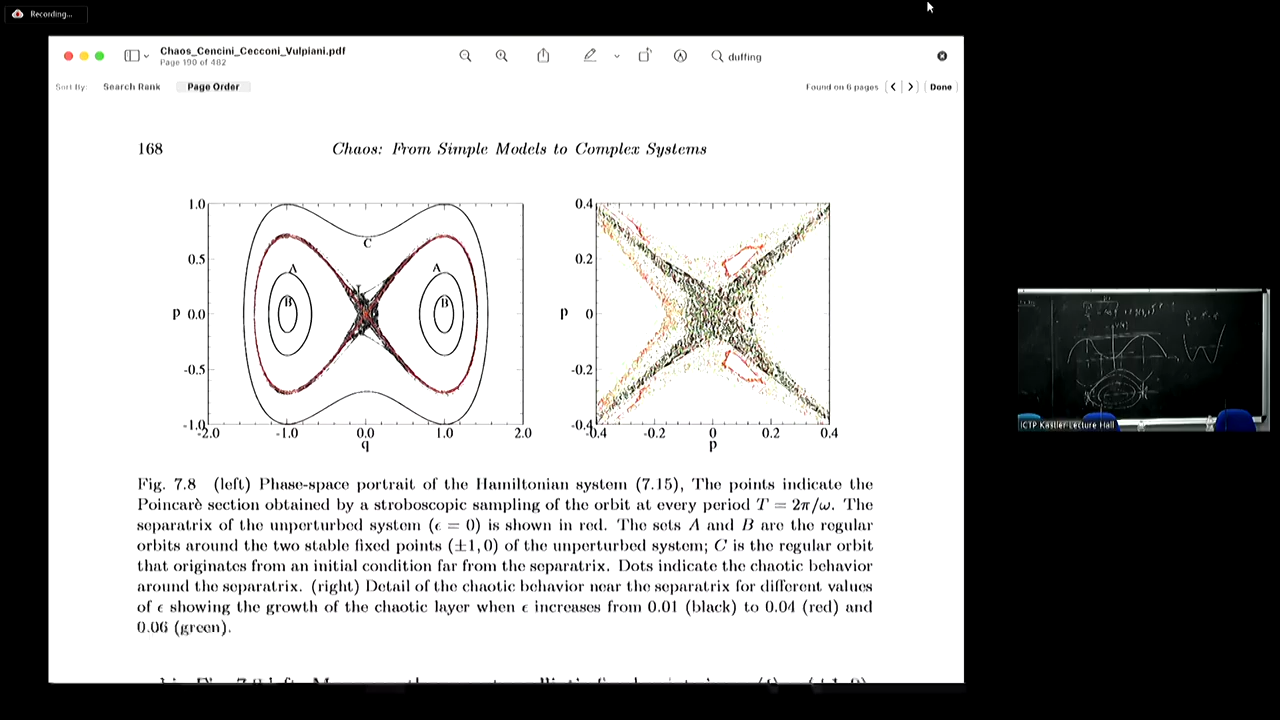 Recording...
Chaos_Cencini_Cecconi_Vulpiani.pdf
Page 190 of 482
duffing
Sort By: Search Rank Page Order
Found on 6 pages Done
168 Chaos: From Simple Models to Complex Systems
1.0
0.5
p 0.0
-0.5
-1.0
-2.0 -1.0 0.0 1.0 2.0
q
A A
B B
C
0.4
0.2
p 0
-0.2
-0.4
-0.4 -0.2 0 0.2 0.4
p
Fig. 7.8 (left) Phase-space portrait of the Hamiltonian system (7.15), The points indicate the
Poincarè section obtained by a stroboscopic sampling of the orbit at every period T = 2π/ω. The
separatrix of the unperturbed system (ϵ = 0) is shown in red. The sets A and B are the regular
orbits around the two stable fixed points (±1, 0) of the unperturbed system; C is the regular orbit
that originates from an initial condition far from the separatrix. Dots indicate the chaotic behavior
around the separatrix. (right) Detail of the chaotic behavior near the separatrix for different values
of ϵ showing the growth of the chaotic layer when ϵ increases from 0.01 (black) to 0.04 (red) and
0.06 (green).
ICTP Kastler Lecture Hall